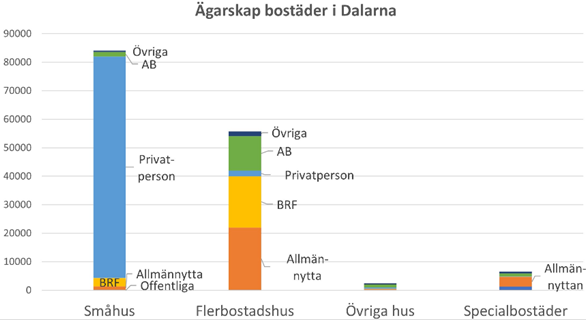 Ägarskap bostäder i Dalarna
90000
80000
70000
60000
50000
40000
30000
20000
10000
0
Övriga
AB
Privat-
person
Allmännytta
BRF
Offentliga
Övriga
AB
Privatperson
BRF
Allmän-
nytta
Allmän-
nyttan
Småhus
Flerbostadshus
Övriga hus
Specialbostäder